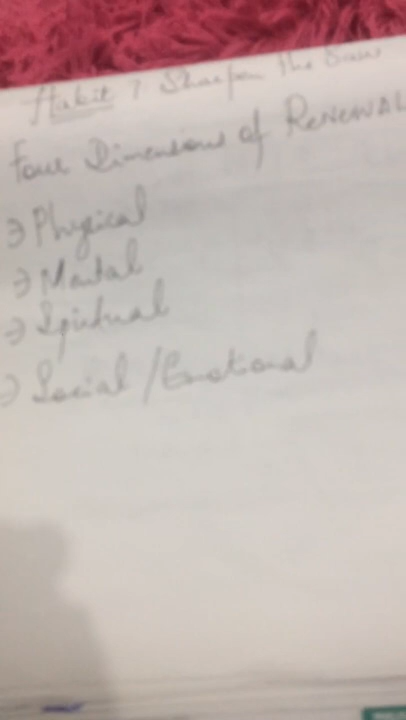 Habit 7 Sharpen the Saw
Four Dimensions of RENEWAL
→ Physical
→ Mental
→ Spiritual
→ Social / Emotional